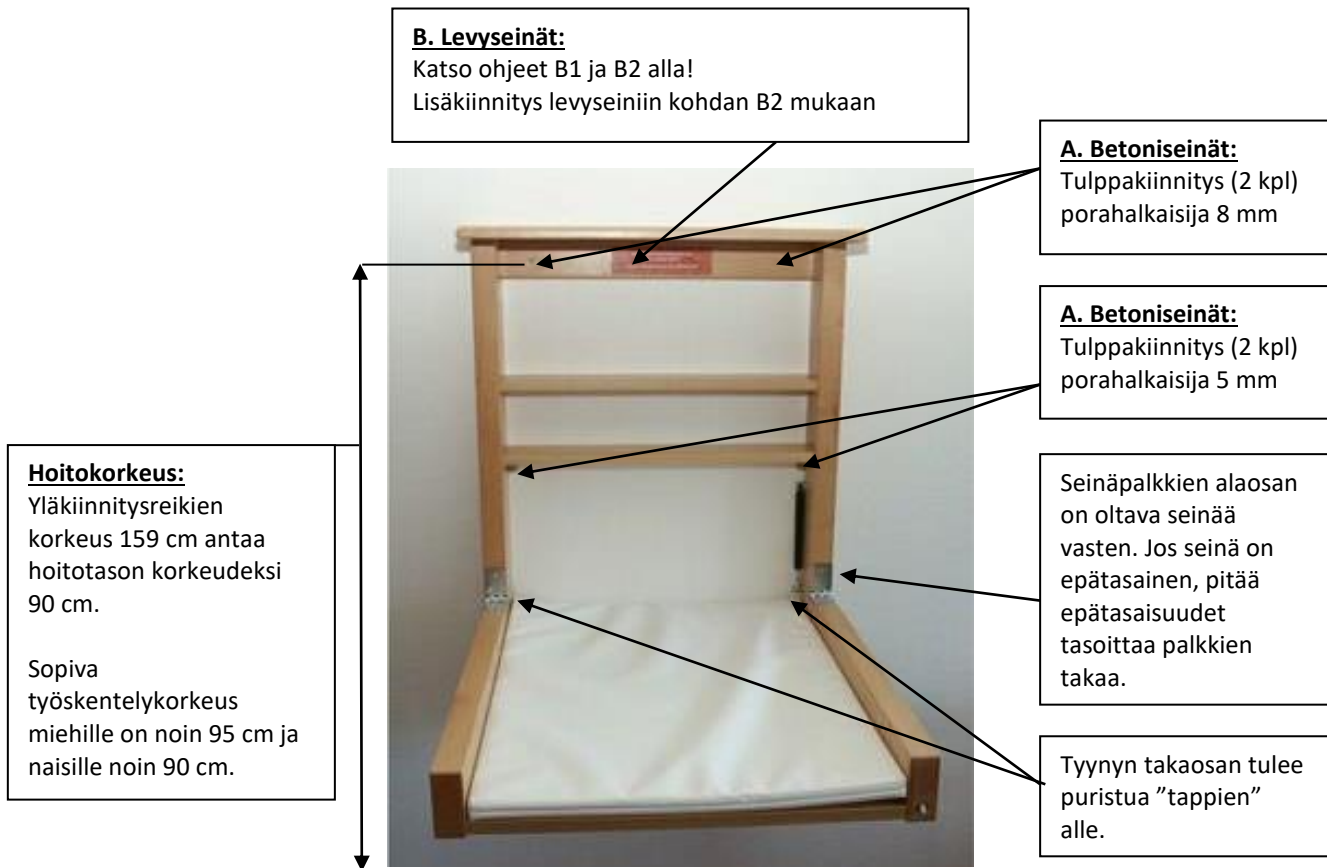 B. Levyseinät:
Katso ohjeet B1 ja B2 alla!
Lisäkiinnitys levyseiniin kohdan B2 mukaan
A. Betoniseinät:
Tulppakiinnitys (2 kpl)
porahalkaisija 8 mm
A. Betoniseinät:
Tulppakiinnitys (2 kpl)
porahalkaisija 5 mm
Hoitokorkeus:
Yläkiinnitysreikien
korkeus 159 cm antaa
hoitotason korkeudeksi
90 cm.
Sopiva
työskentelykorkeus
miehille on noin 95 cm ja
naisille noin 90 cm.
Seinäpalkkien alaosan
on oltava seinää
vasten. Jos seinä on
epätasainen, pitää
epätasaisuudet
tasoittaa palkkien
takaa.
Tyynyn takaosan tulee
puristua ”tappien”
alle.